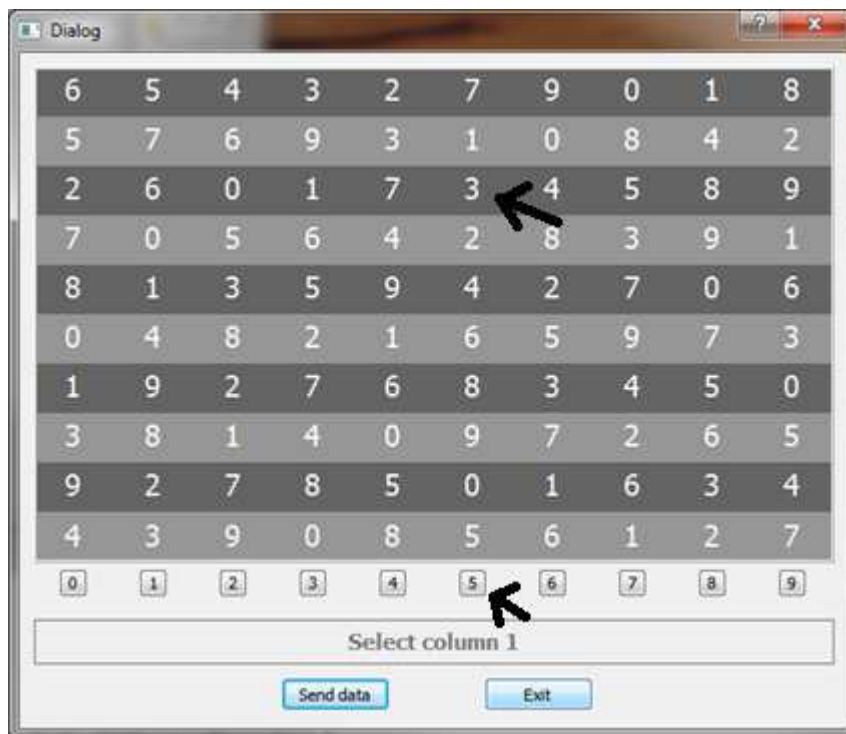 Dialog
6 5 4 3 2 7 9 0 1 8
5 7 6 9 3 1 0 8 4 2
2 6 0 1 7 3 4 5 8 9
7 0 5 6 4 2 8 3 9 1
8 1 3 5 9 4 2 7 0 6
0 4 8 2 1 6 5 9 7 3
1 9 2 7 6 8 3 4 5 0
3 8 1 4 0 9 7 2 6 5
9 2 7 8 5 0 1 6 3 4
4 3 9 0 8 5 6 1 2 7
0 1 2 3 4 5 6 7 8 9
Select column 1
Send data Exit